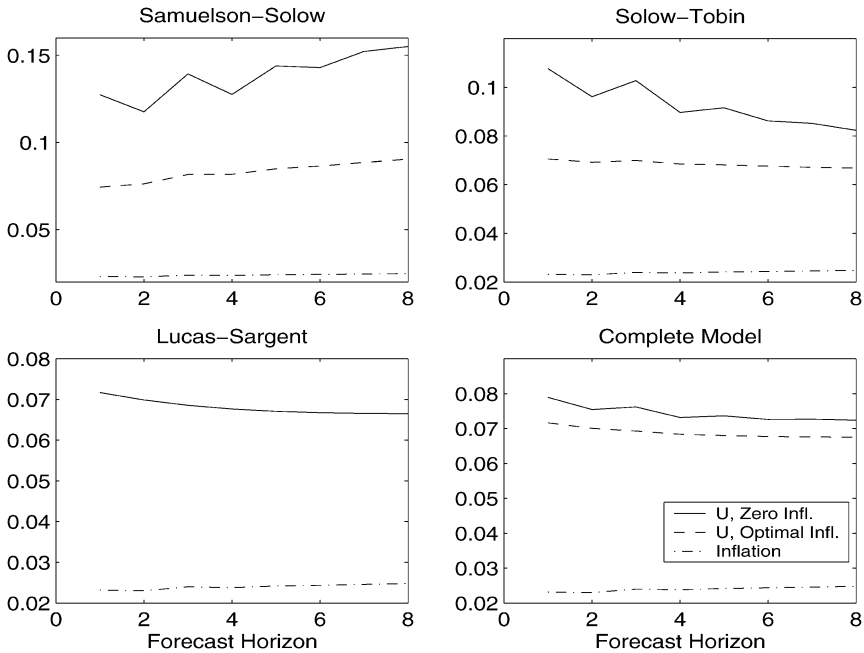 Samuelson−Solow
0.15
0.1
0.05
0 2 4 6 8
Solow−Tobin
0.1
0.08
0.06
0.04
0.02
0 2 4 6 8
Lucas−Sargent
0.08
0.07
0.06
0.05
0.04
0.03
0.02
0 2 4 6 8
Forecast Horizon
Complete Model
0.08
0.07
0.06
0.05
0.04
0.03
0.02
U, Zero Infl.
U, Optimal Infl.
Inflation
0 2 4 6 8
Forecast Horizon